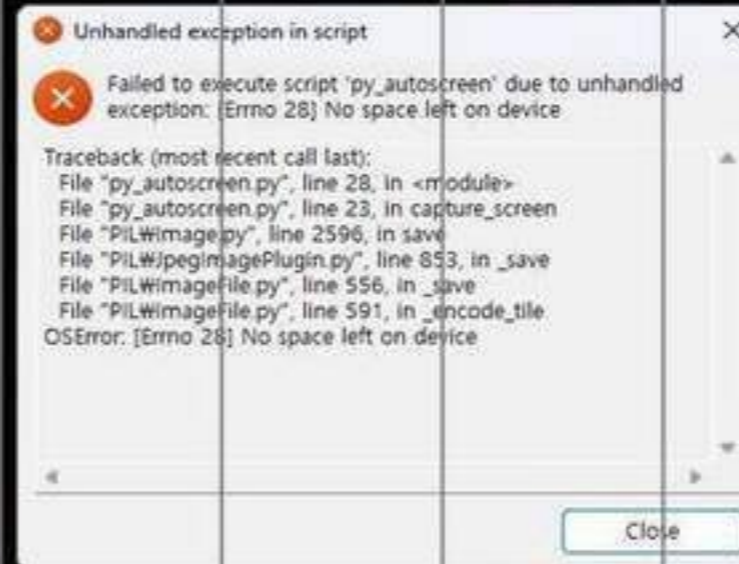 Unhandled exception in script
Failed to execute script 'py_autoscreen' due to unhandled
exception: [Errno 28] No space left on device
Traceback (most recent call last):
File "py_autoscreen.py", line 28, in <module>
File "py_autoscreen.py", line 23, in capture_screen
File "PIL₩Image.py", line 2596, in save
File "PIL₩JpegImagePlugin.py", line 853, in _save
File "PIL₩ImageFile.py", line 556, in _save
File "PIL₩ImageFile.py", line 591, in _encode_tile
OSError: [Errno 28] No space left on device
Close